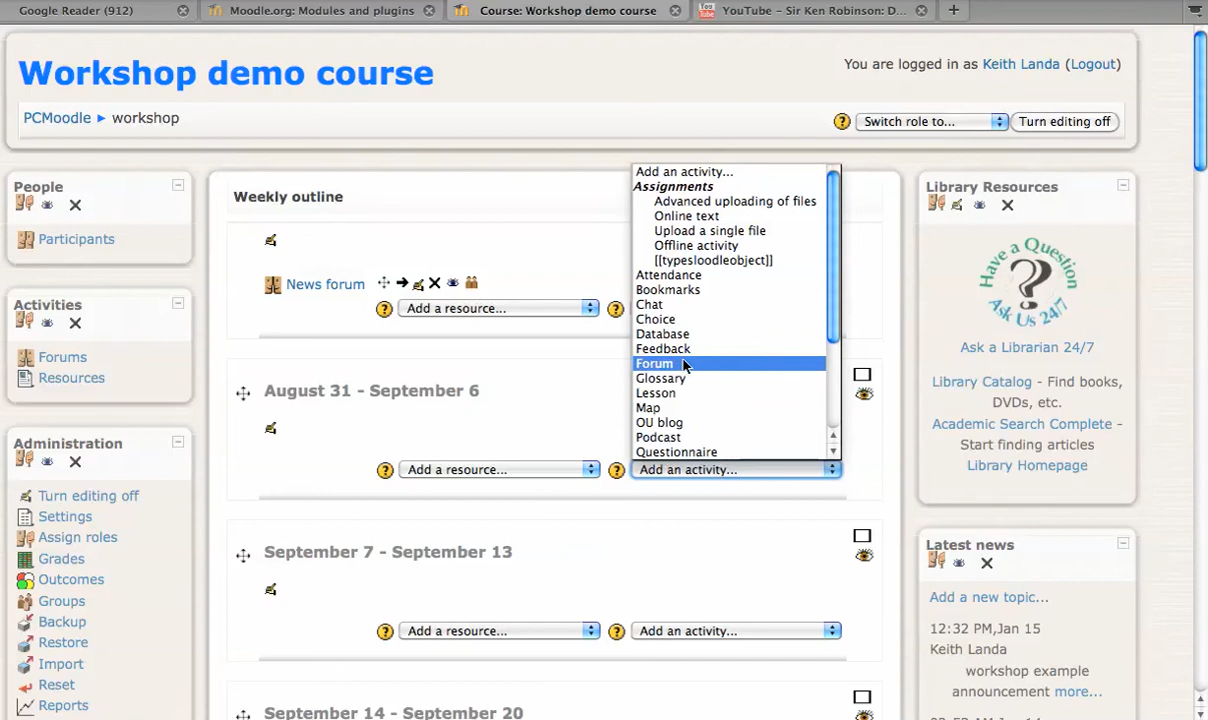 Google Reader (912)
Moodle.org: Modules and plugins
Course: Workshop demo course
You Tube
YouTube – Sir Ken Robinson: D...
Workshop demo course
You are logged in as Keith Landa (Logout)
PCMoodle ► workshop
? Switch role to... Turn editing off
People
Participants
Activities
Forums
Resources
Administration
Turn editing off
Settings
Assign roles
Grades
Outcomes
Groups
Backup
Restore
Import
Reset
Reports
Weekly outline
News forum
? Add a resource... ?
August 31 - September 6
? Add a resource... ? Add an activity...
September 7 - September 13
? Add a resource... ? Add an activity...
September 14 - September 20
Add an activity...
Assignments
Advanced uploading of files
Online text
Upload a single file
Offline activity
[[typesloodleobject]]
Attendance
Bookmarks
Chat
Choice
Database
Feedback
Forum
Glossary
Lesson
Map
OU blog
Podcast
Questionnaire
Library Resources
Have a Question
?
Ask Us 24/7
Ask a Librarian 24/7
Library Catalog - Find books,
DVDs, etc.
Academic Search Complete -
Start finding articles
Library Homepage
Latest news
Add a new topic...
12:32 PM,Jan 15
Keith Landa
workshop example
announcement more...